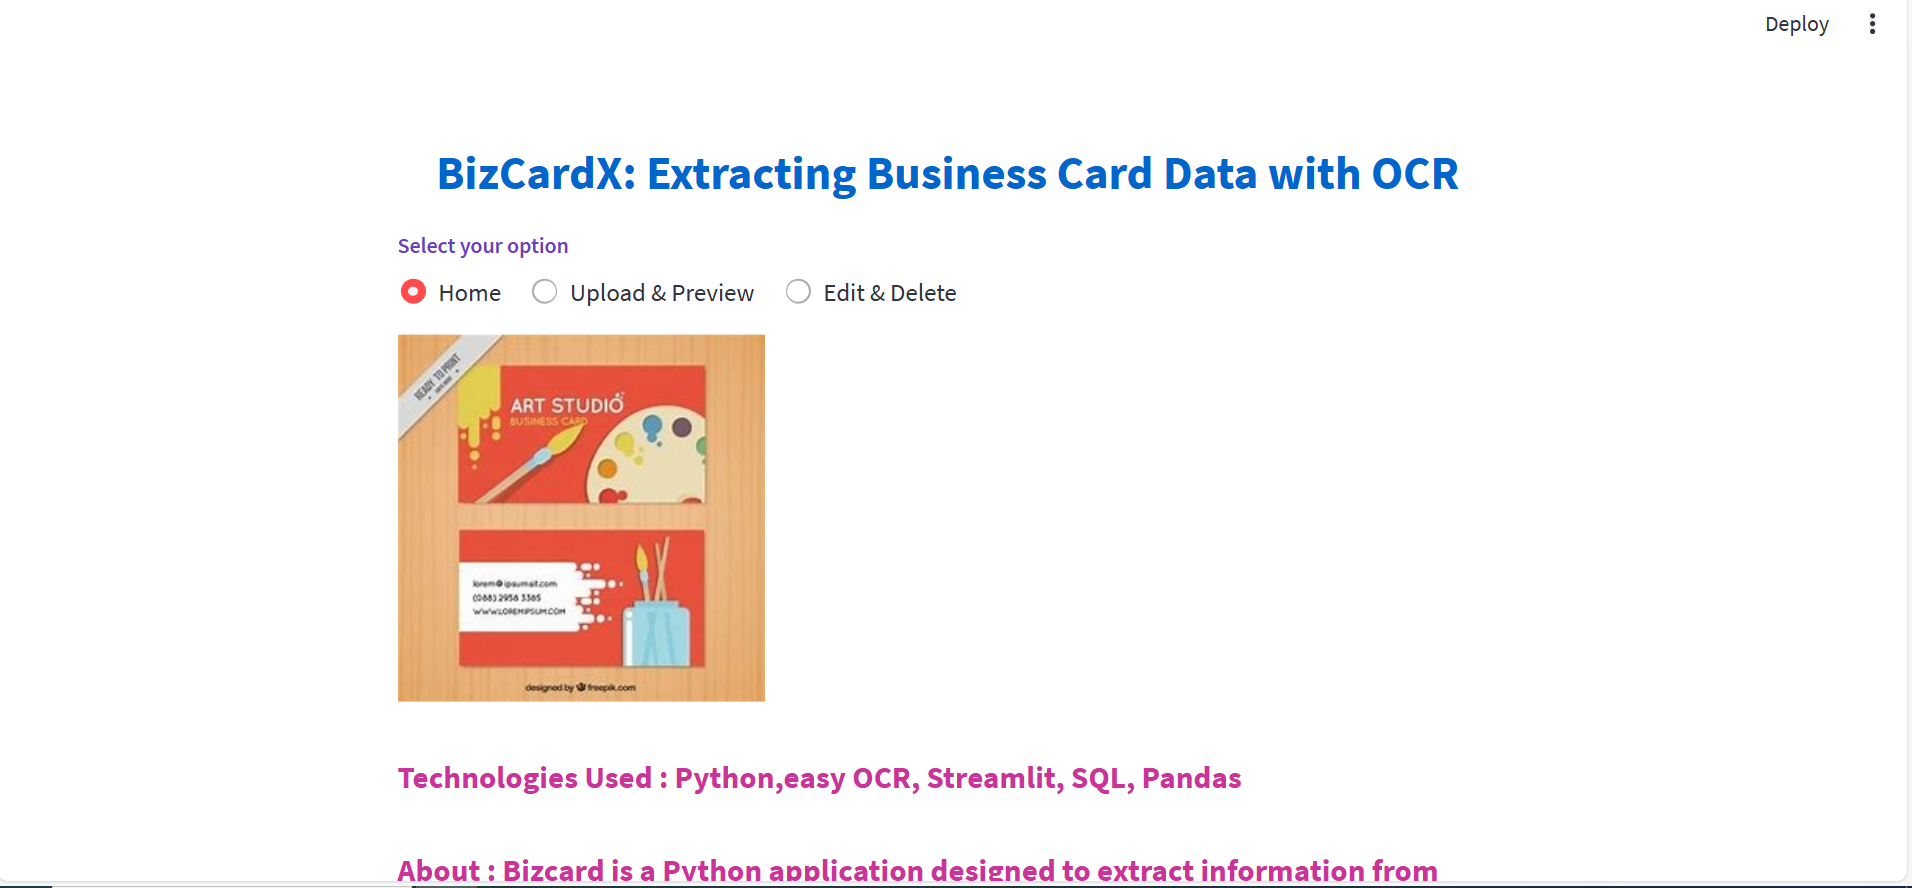 Deploy
BizCardX: Extracting Business Card Data with OCR
Select your option
Home Upload & Preview Edit & Delete
READY TO PRINT
ART STUDIO
BUSINESS CARD
lorem@ipsumsit.com
(088) 2958 3385
WWW.LOREMIPSUM.COM
designed by freepik.com
Technologies Used : Python,easy OCR, Streamlit, SQL, Pandas
About : Bizcard is a Python application designed to extract information from